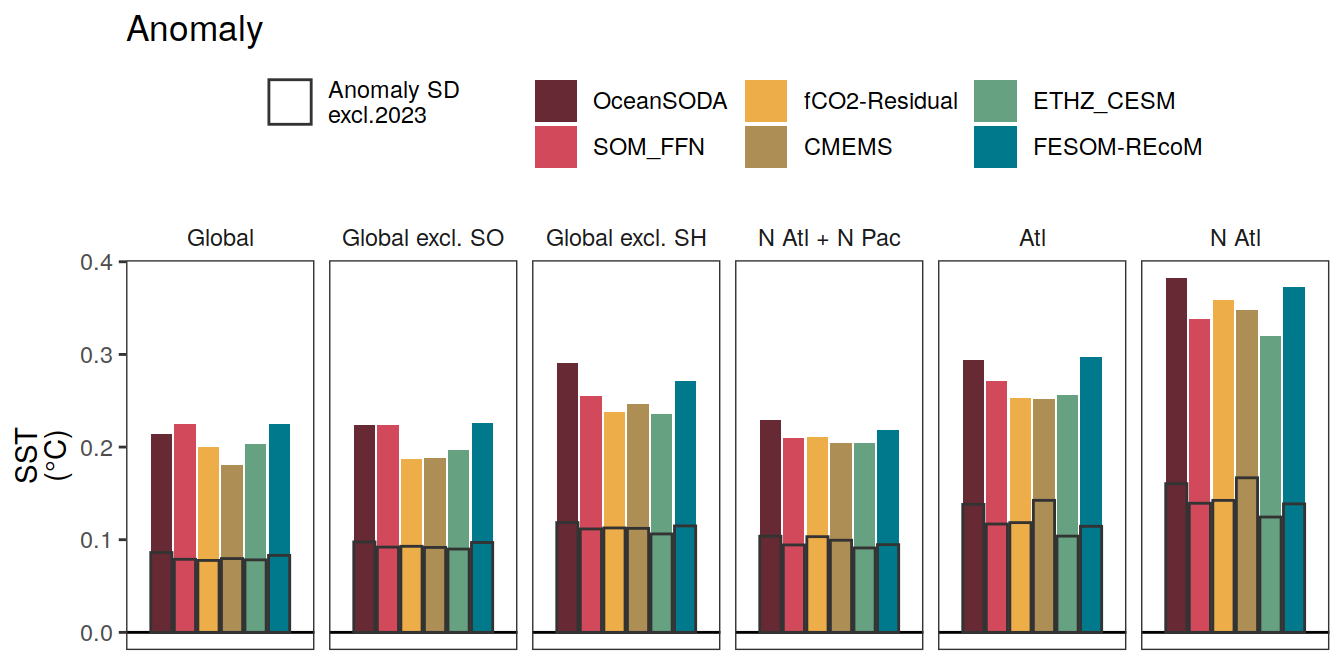 Anomaly
Anomaly SD
excl.2023
OceanSODA
fCO2-Residual
ETHZ_CESM
SOM_FFN
CMEMS
FESOM-REcoM
Global
Global excl. SO
Global excl. SH
N Atl + N Pac
Atl
N Atl
SST
(°C)
0.4
0.3
0.2
0.1
0.0